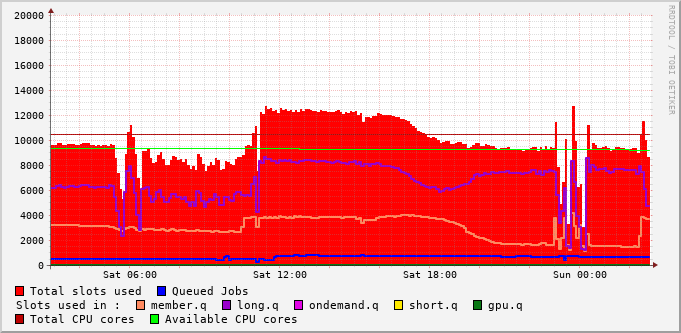 20000
18000
16000
14000
12000
10000
8000
6000
4000
2000
0
Sat 06:00 Sat 12:00 Sat 18:00 Sun 00:00
RRDTOOL / TOBI OETIKER
Total slots used Queued Jobs
Slots used in : member.q long.q ondemand.q short.q gpu.q
Total CPU cores Available CPU cores